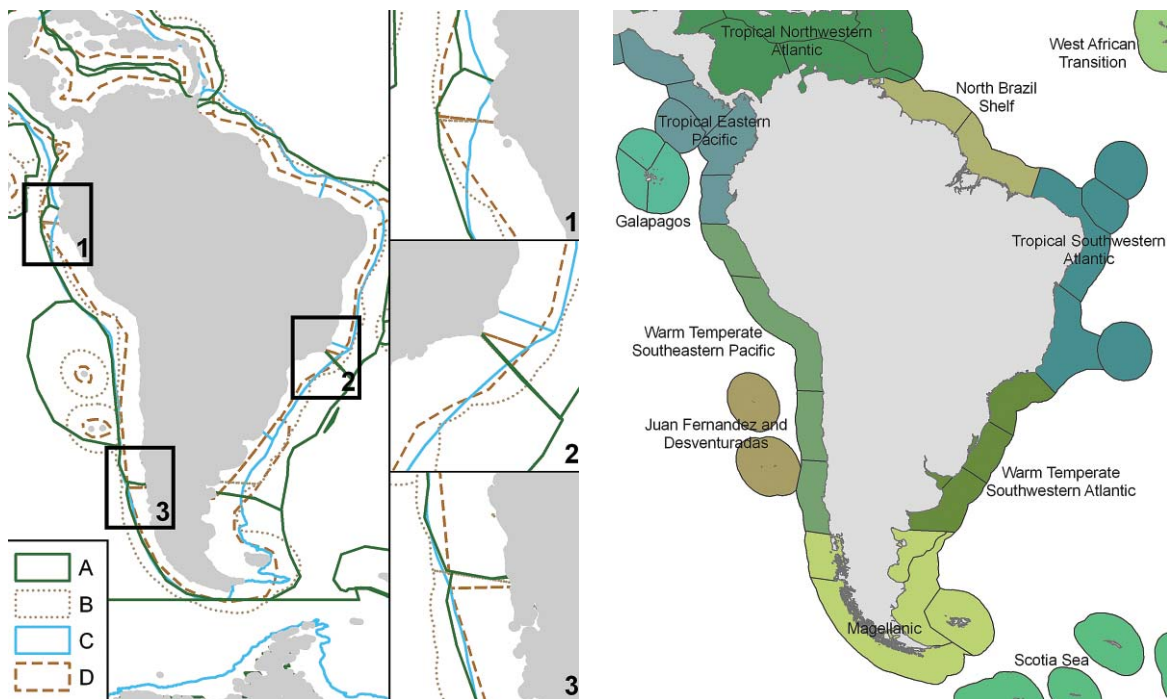 1
2
3
A
B
C
D
1
2
3
Tropical Northwestern
Atlantic
West African
Transition
North Brazil
Shelf
Tropical Eastern
Pacific
Galapagos
Tropical Southwestern
Atlantic
Warm Temperate
Southeastern Pacific
Juan Fernandez and
Desventuradas
Warm Temperate
Southwestern Atlantic
Magellanic
Scotia Sea